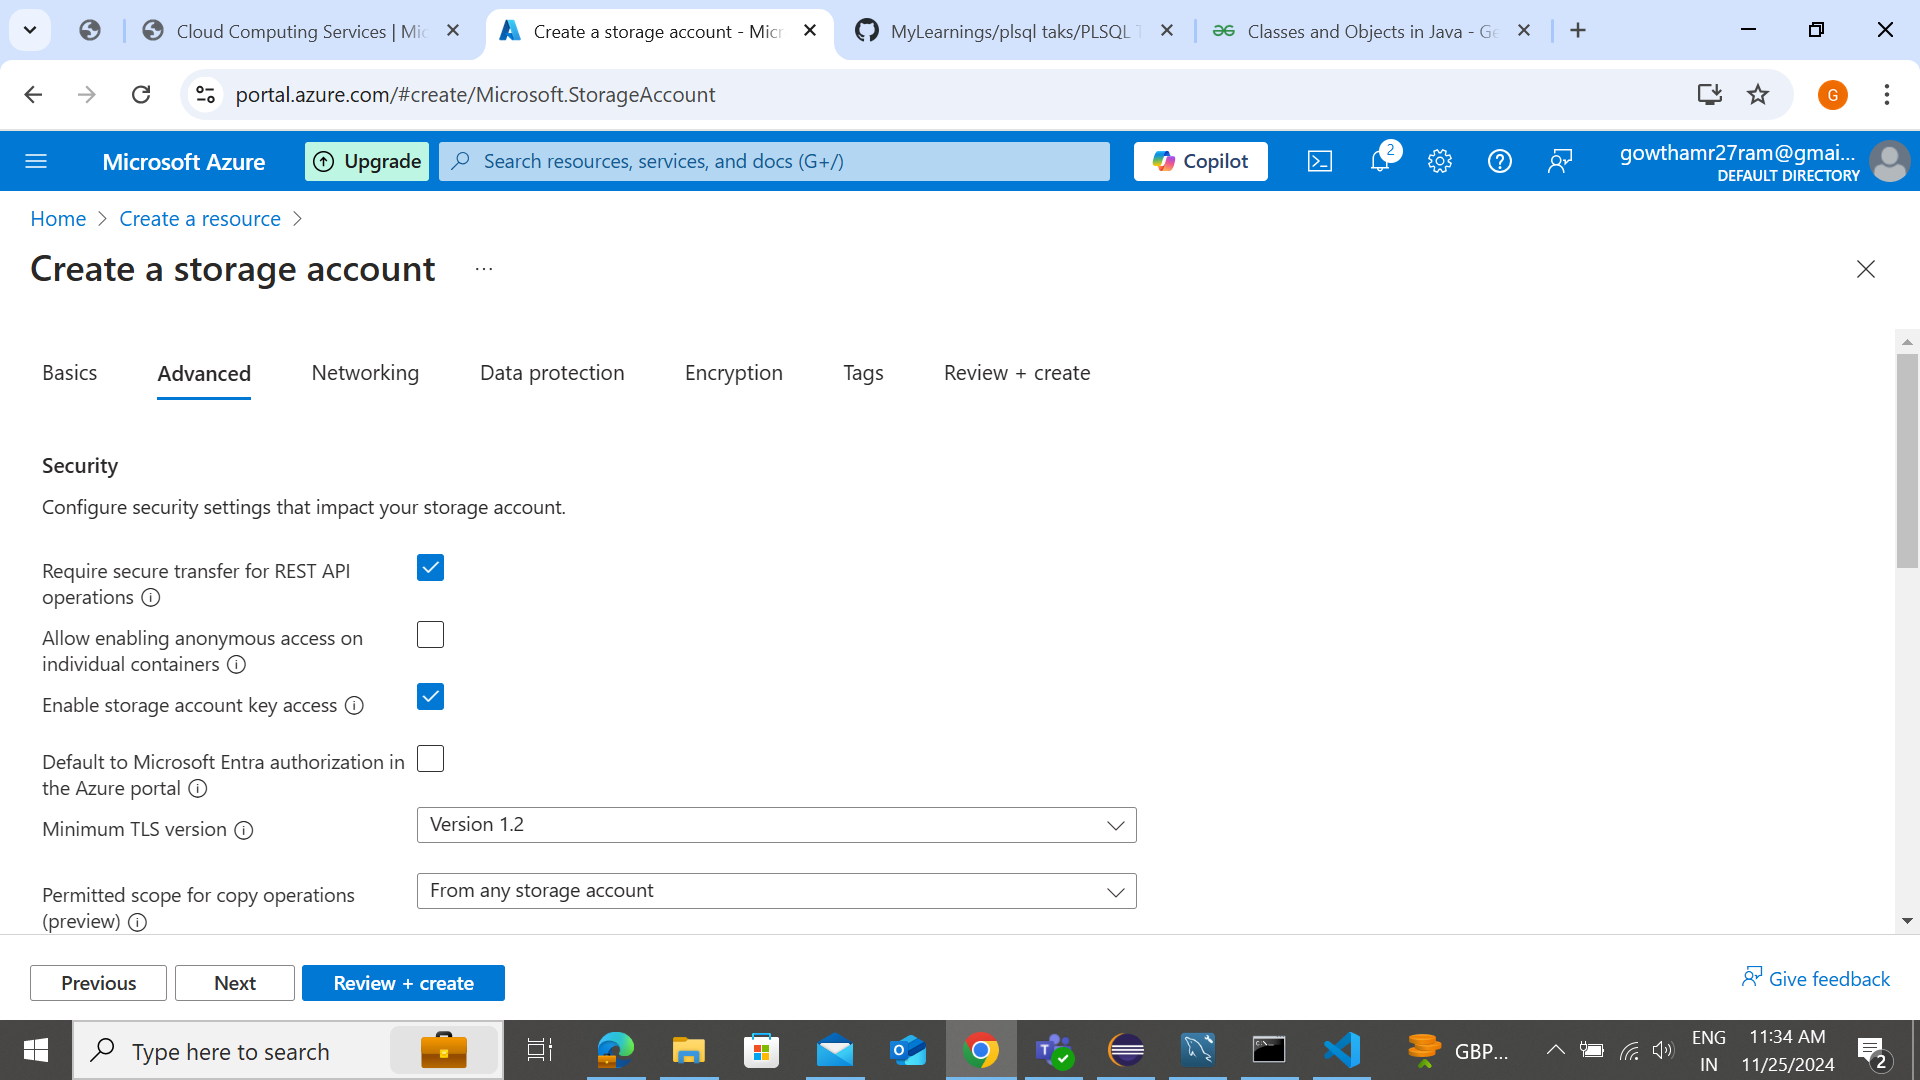 Cloud Computing Services | Mic
Create a storage account - Micr
MyLearnings/plsql taks/PLSQL T
Classes and Objects in Java - Ge
portal.azure.com/#create/Microsoft.StorageAccount
G
Microsoft Azure
Upgrade
Search resources, services, and docs (G+/)
Copilot
2
gowthamr27ram@gmai...
DEFAULT DIRECTORY
Home
Create a resource
Create a storage account
...
Basics
Advanced
Networking
Data protection
Encryption
Tags
Review + create
Security
Configure security settings that impact your storage account.
Require secure transfer for REST API
operations
Allow enabling anonymous access on
individual containers
Enable storage account key access
Default to Microsoft Entra authorization in
the Azure portal
Minimum TLS version
Version 1.2
Permitted scope for copy operations
(preview)
From any storage account
Previous
Next
Review + create
Give feedback
Type here to search
GBP...
ENG
IN
11:34 AM
11/25/2024
2